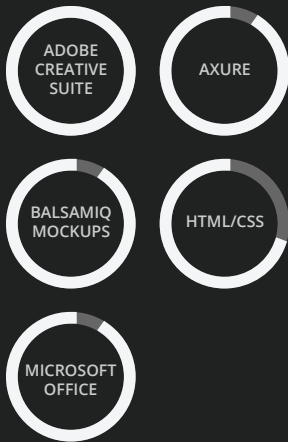 ADOBE
CREATIVE
SUITE
AXURE
BALSAMIQ
MOCKUPS
HTML/CSS
MICROSOFT
OFFICE